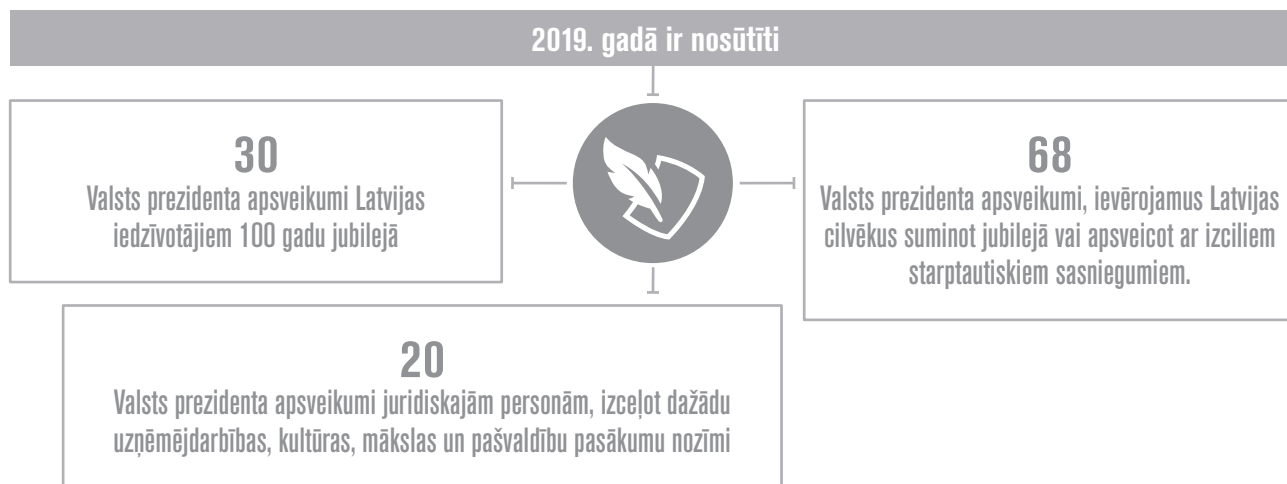 2019. gadā ir nosūtīti
30
Valsts prezidenta apsveikumi Latvijas
iedzīvotājiem 100 gadu jubilejā
68
Valsts prezidenta apsveikumi, ievērojamus Latvijas
cilvēkus suminot jubilejā vai apsveicot ar izciliem
starptautiskiem sasniegumiem.
20
Valsts prezidenta apsveikumi juridiskajām personām, izceļot dažādu
uzņēmējdarbības, kultūras, mākslas un pašvaldību pasākumu nozīmi